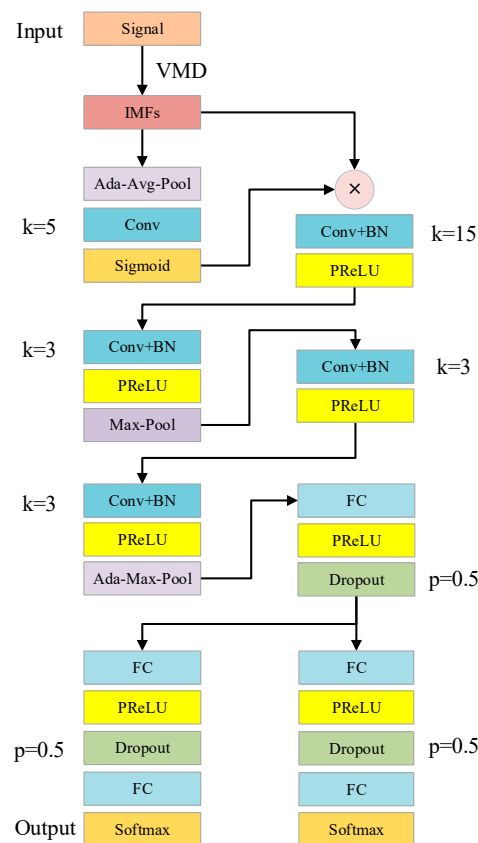 Input
Signal
VMD
IMFs
Ada-Avg-Pool
×
k=5
Conv
Sigmoid
Conv+BN
k=15
PReLU
k=3
Conv+BN
PReLU
Max-Pool
Conv+BN
k=3
PReLU
k=3
Conv+BN
PReLU
Ada-Max-Pool
FC
PReLU
Dropout
p=0.5
FC
PReLU
p=0.5
Dropout
FC
Output
Softmax
FC
PReLU
Dropout
p=0.5
FC
Softmax